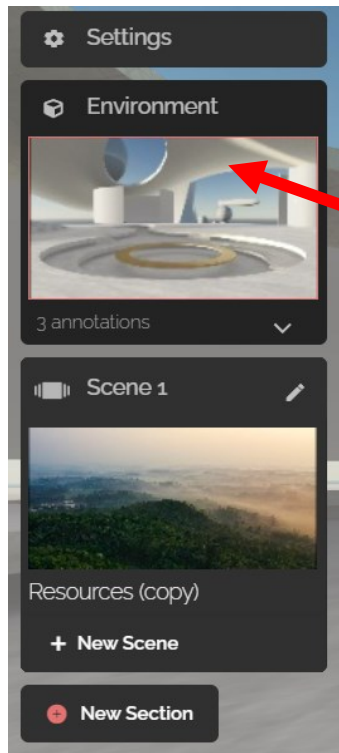 Settings
Environment
3 annotations
Scene 1
Resources (copy)
+ New Scene
New Section